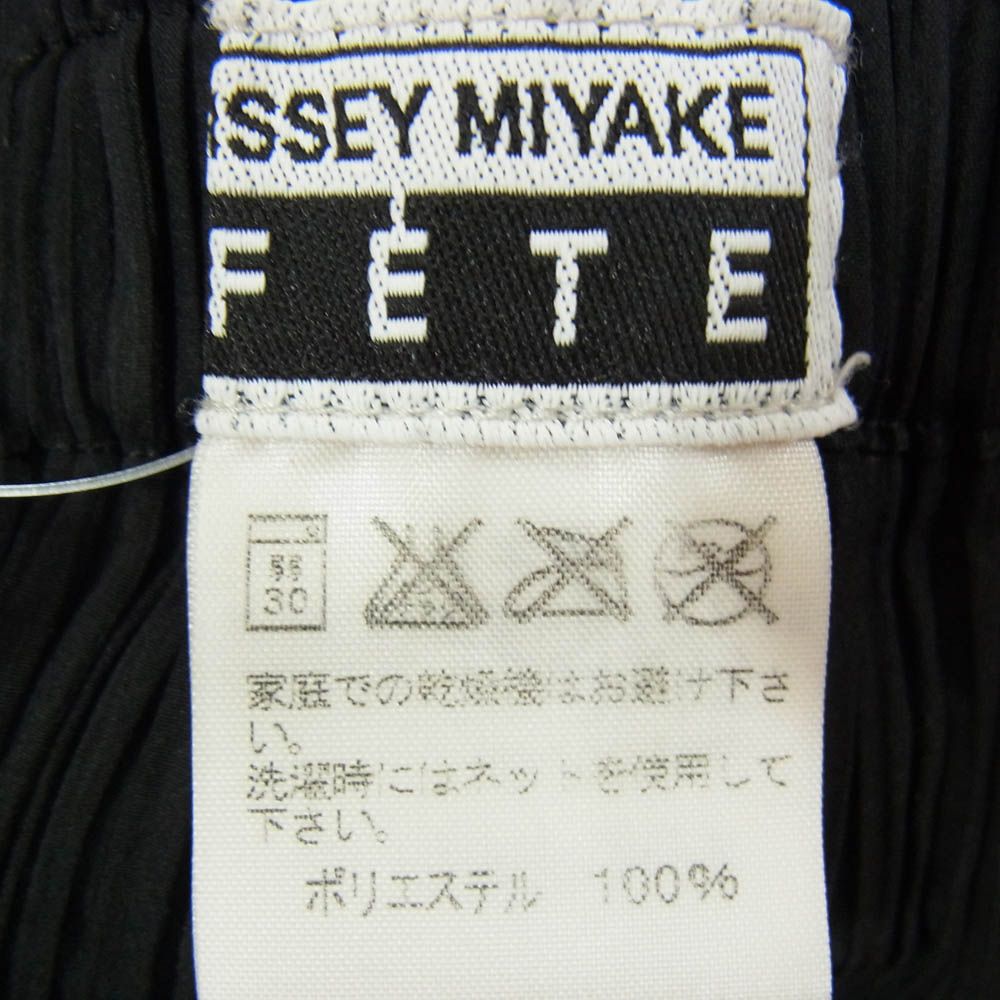 ISSEY MIYAKE
FÊTE
弱
30
家庭での乾燥機はお避け下さ
い。
洗濯時にはネットを使用して
下さい。
ポリエステル 100%